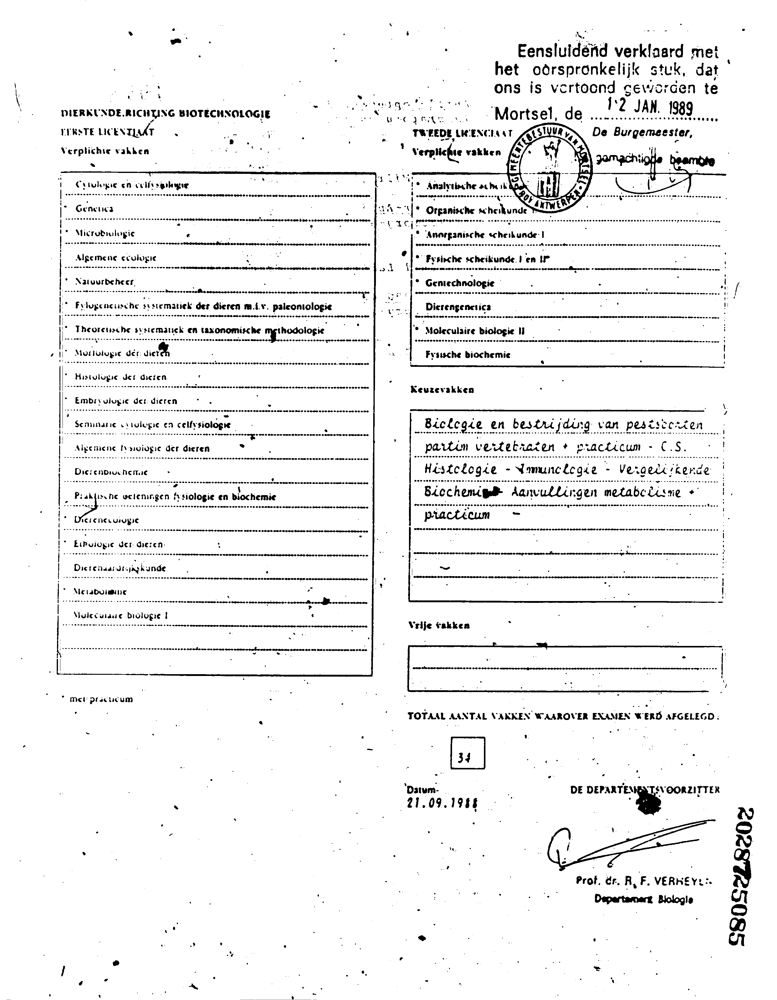 Eensluidend verklaard met
het oorspronkelijk stuk, dat
ons is vertoond geworden te
Mortsel, de 12 JAN. 1989
De Burgemeester,
gemachtigde beambte
GEMEENTEBESTUUR VAN MORTSEL
PROV ANTWERPEN
DIERKUNDE.RICHTING BIOTECHNOLOGIE
EERSTE LICENTIAAT
Verplichte vakken
Cytologie en celfysiologie
* Genetica
* Microbiologie
Algemene ecologie
* Natuurbeheer
* Fylogenetische systematiek der dieren m.i.v. paleontologie
* Theoretische systematiek en taxonomische methodologie
* Morfologie der dieren
* Histologie der dieren
* Embryologie der dieren
Seminarie cytologie en celfysiologie
Algemene fysiologie der dieren
Dierenbiochemie
Praktische oefeningen fysiologie en biochemie
* Dierenecologie
* Ethologie der dieren
Dierenaardrijkskunde
* Metabolisme
Moleculaire biologie I
* met practicum
TWEEDE LICENCIAAT
Verplichte vakken
* Analytische scheik
* Organische scheikunde
* Anorganische scheikunde I
* Fysische scheikunde I en II
* Gentechnologie
Dierengenetica
* Moleculaire biologie II
Fysische biochemie
Keuzevakken
Biologie en bestrijding van pestsoorten
partim vertebraten + practicum - C.S.
Histologie - Immunologie - Vergelijkende
Biochemie - Aanvullingen metabolisme +
practicum -
Vrije vakken
TOTAAL AANTAL VAKKEN WAAROVER EXAMEN WERD AFGELEGD:
34
Datum
21.09.1988
DE DEPARTEMENTSVOORZITTER
Prof. dr. R. F. VERHEYEN
Departement Biologie
2028725085